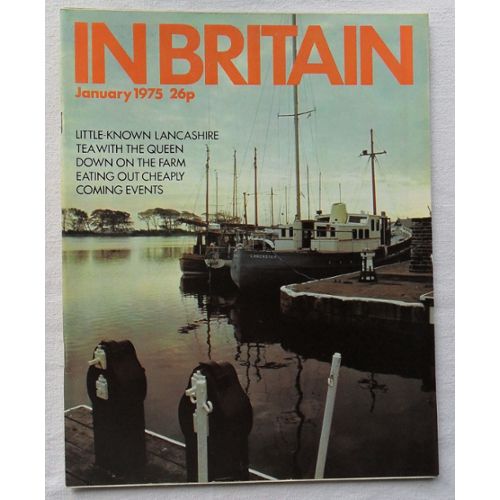 IN BRITAIN
January 1975 26p
LITTLE-KNOWN LANCASHIRE
TEA WITH THE QUEEN
DOWN ON THE FARM
EATING OUT CHEAPLY
COMING EVENTS
LANCASTER